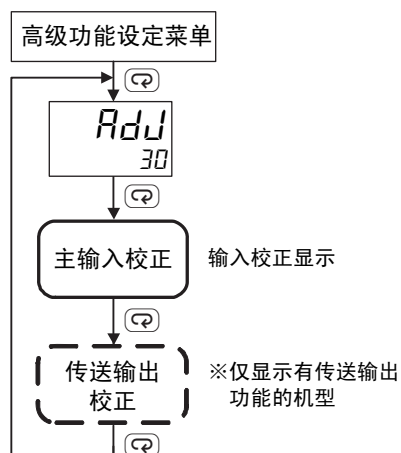 高级功能设定菜单
AdJ
30
主输入校正
输入校正显示
传送输出
校正
※仅显示有传送输出
功能的机型